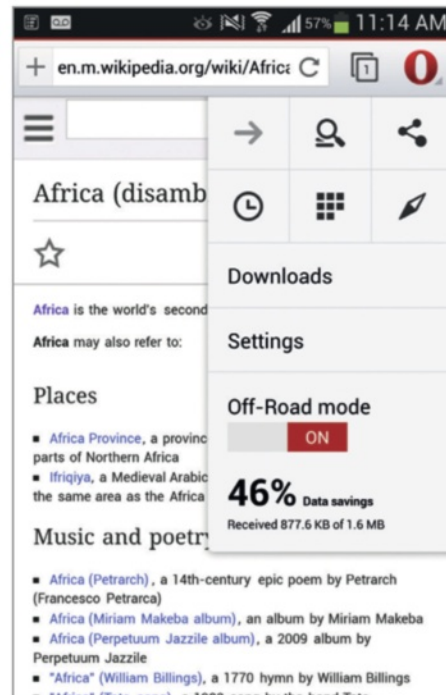 57% 11:14 AM
en.m.wikipedia.org/wiki/Africa
1
Africa (disamb
Africa is the world's second
Africa may also refer to:
Places
Africa Province, a provinc
parts of Northern Africa
Ifriqiya, a Medieval Arabic
the same area as the Africa
Music and poetry
Africa (Petrarch), a 14th-century epic poem by Petrarch
(Francesco Petrarca)
Africa (Miriam Makeba album), an album by Miriam Makeba
Africa (Perpetuum Jazzile album), a 2009 album by
Perpetuum Jazzile
"Africa" (William Billings), a 1770 hymn by William Billings
Downloads
Settings
Off-Road mode
ON
46% Data savings
Received 877.6 KB of 1.6 MB